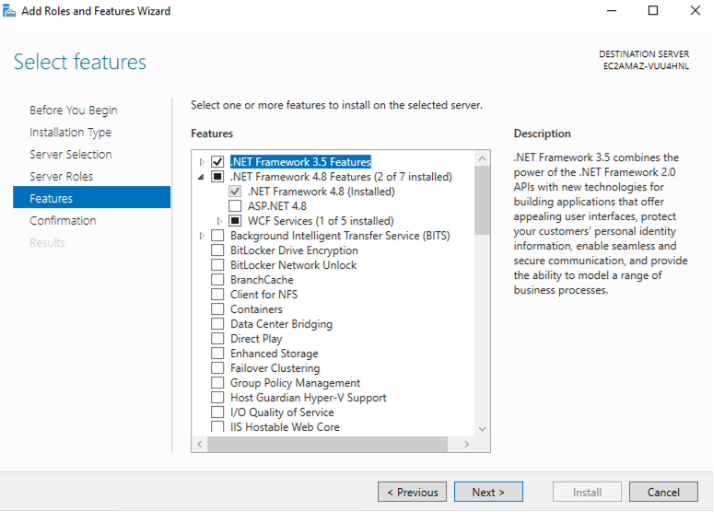 Add Roles and Features Wizard
Select features
DESTINATION SERVER
EC2AMAZ-VUU4HNL
Before You Begin
Installation Type
Server Selection
Server Roles
Features
Confirmation
Results
Select one or more features to install on the selected server.
Features
.NET Framework 3.5 Features
.NET Framework 4.8 Features (2 of 7 installed)
.NET Framework 4.8 (Installed)
ASP.NET 4.8
WCF Services (1 of 5 installed)
Background Intelligent Transfer Service (BITS)
BitLocker Drive Encryption
BitLocker Network Unlock
BranchCache
Client for NFS
Containers
Data Center Bridging
Direct Play
Enhanced Storage
Failover Clustering
Group Policy Management
Host Guardian Hyper-V Support
I/O Quality of Service
IIS Hostable Web Core
Description
.NET Framework 3.5 combines the
power of the .NET Framework 2.0
APIs with new technologies for
building applications that offer
appealing user interfaces, protect
your customers' personal identity
information, enable seamless and
secure communication, and provide
the ability to model a range of
business processes.
< Previous
Next >
Install
Cancel